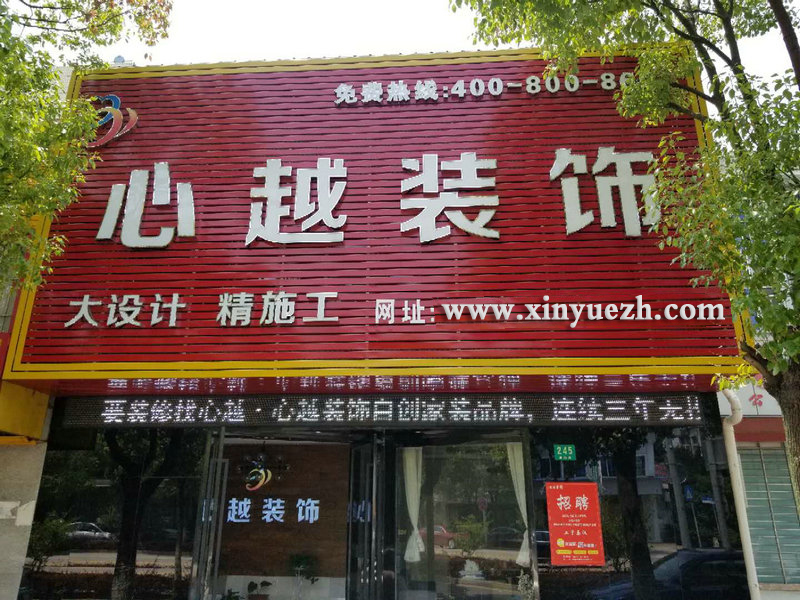 免费热线:400-800-86
心越装饰
大设计 精施工 网址: www.xinyuezh.com
要装修找心越·心越装饰自创家装品牌,连续三年先
245
越装饰 心
招聘